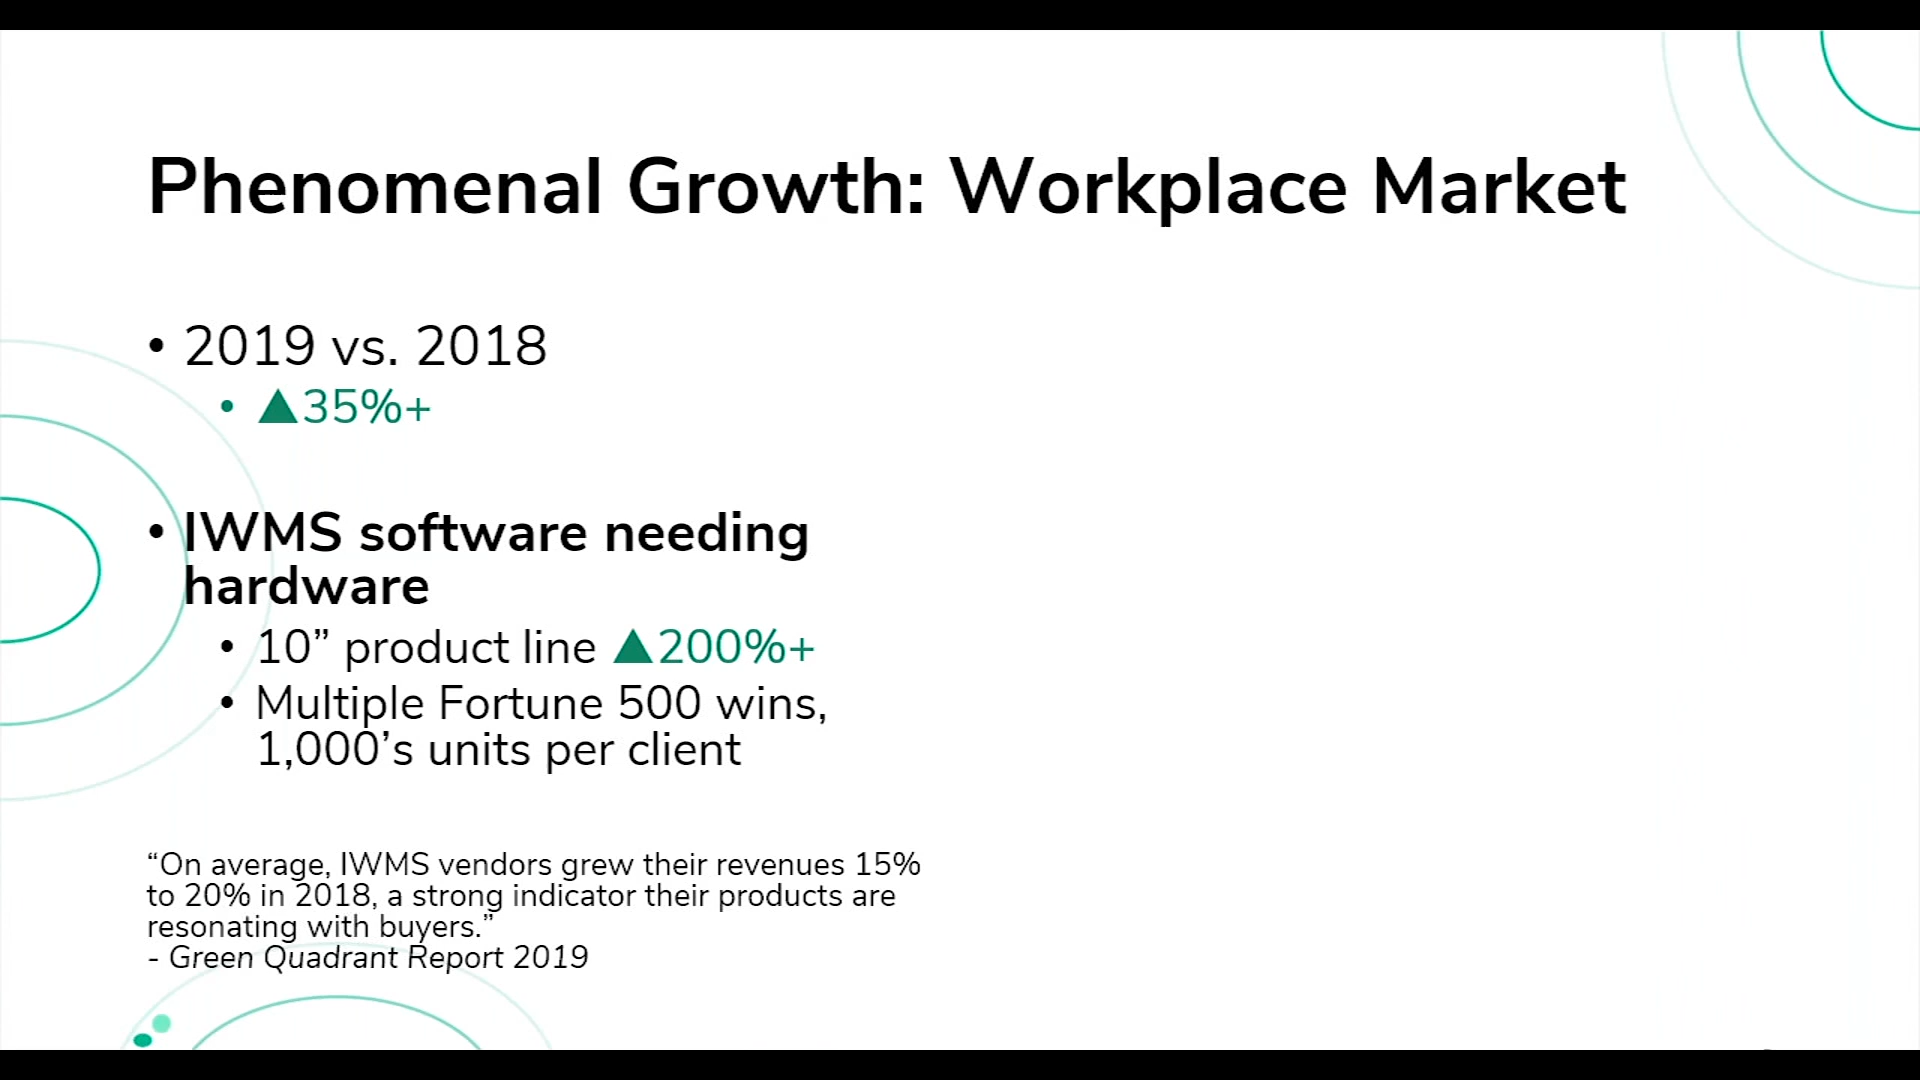 Phenomenal Growth: Workplace Market
• 2019 vs. 2018
• ▲35%+
• IWMS software needing
hardware
• 10” product line ▲200%+
• Multiple Fortune 500 wins,
1,000’s units per client
“On average, IWMS vendors grew their revenues 15%
to 20% in 2018, a strong indicator their products are
resonating with buyers.”
- Green Quadrant Report 2019